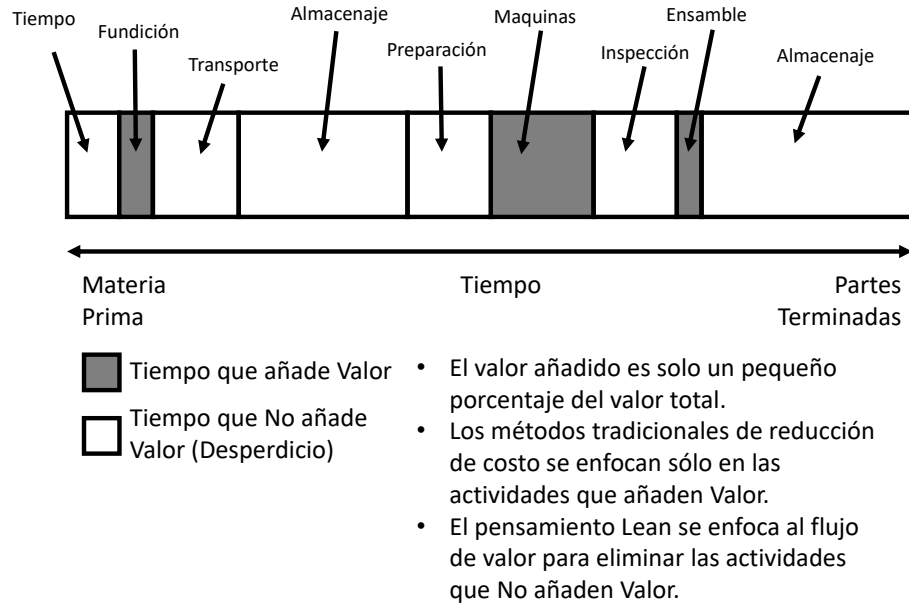 Tiempo
Fundición
Transporte
Almacenaje
Preparación
Maquinas
Inspección
Ensamble
Almacenaje
Materia
Prima
Tiempo
Partes
Terminadas
Tiempo que añade Valor
Tiempo que No añade
Valor (Desperdicio)
• El valor añadido es solo un pequeño
porcentaje del valor total.
• Los métodos tradicionales de reducción
de costo se enfocan sólo en las
actividades que añaden Valor.
• El pensamiento Lean se enfoca al flujo
de valor para eliminar las actividades
que No añaden Valor.